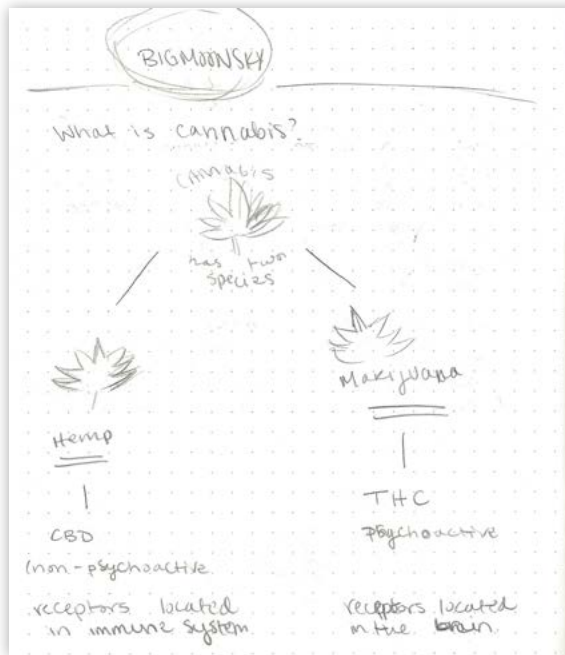 BIGMOONSKY
What is cannabis?
CANNABIS
has two
species
Hemp
Marijuana
CBD
THC
(non-psychoactive
psychoactive
receptors located
in immune system
receptors located
in the brain